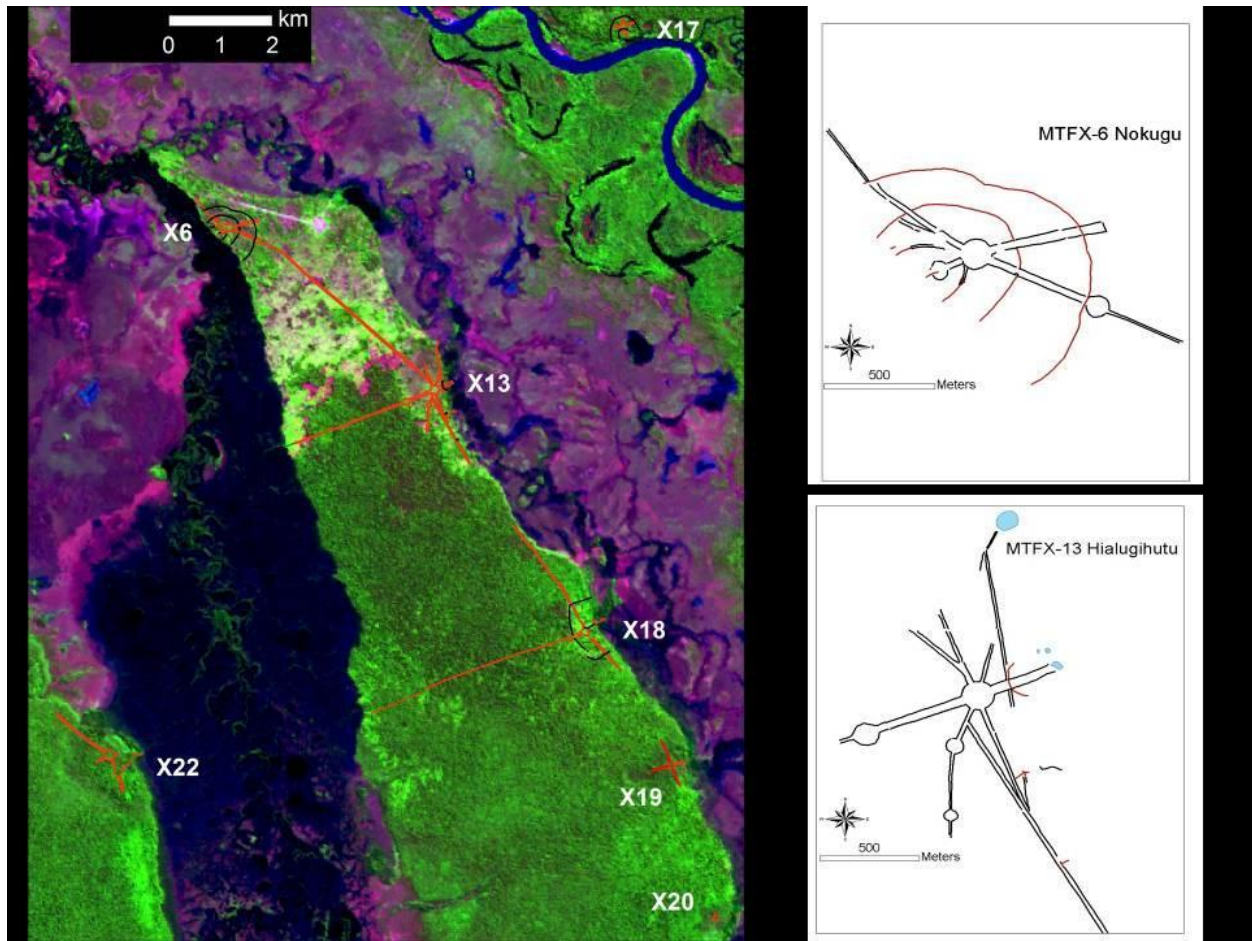 km
0 1 2
X17
X6
X13
X18
X22
X19
X20
MTFX-6 Nokugu
500
Meters
MTFX-13 Hialugihutu
500
Meters